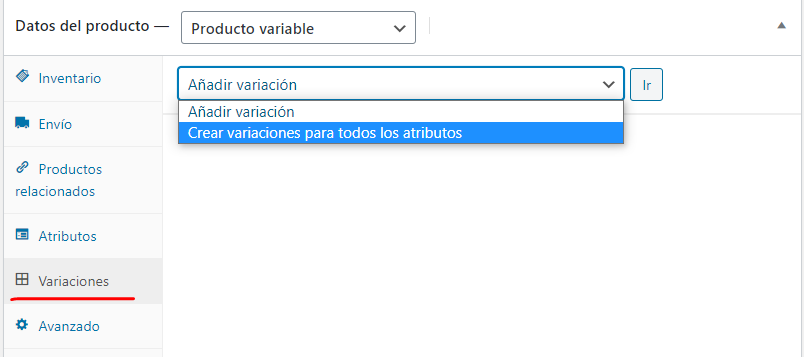 Datos del producto — Producto variable
Inventario
Envío
Productos
relacionados
Atributos
Variaciones
Avanzado
Añadir variación Ir
Añadir variación
Crear variaciones para todos los atributos